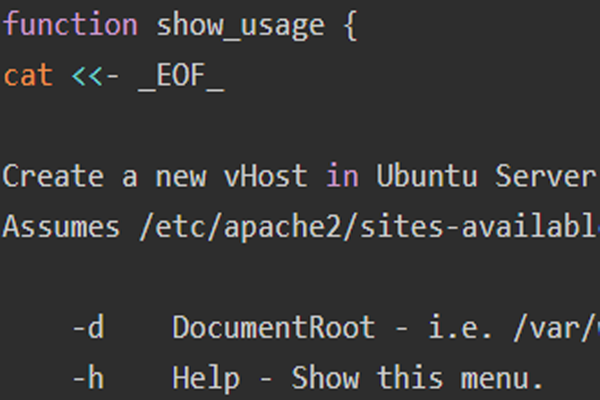 function show_usage {
cat <<- _EOF_
Create a new vHost in Ubuntu Server
Assumes /etc/apache2/sites-availabl
-d DocumentRoot - i.e. /var/
-h Help - Show this menu.